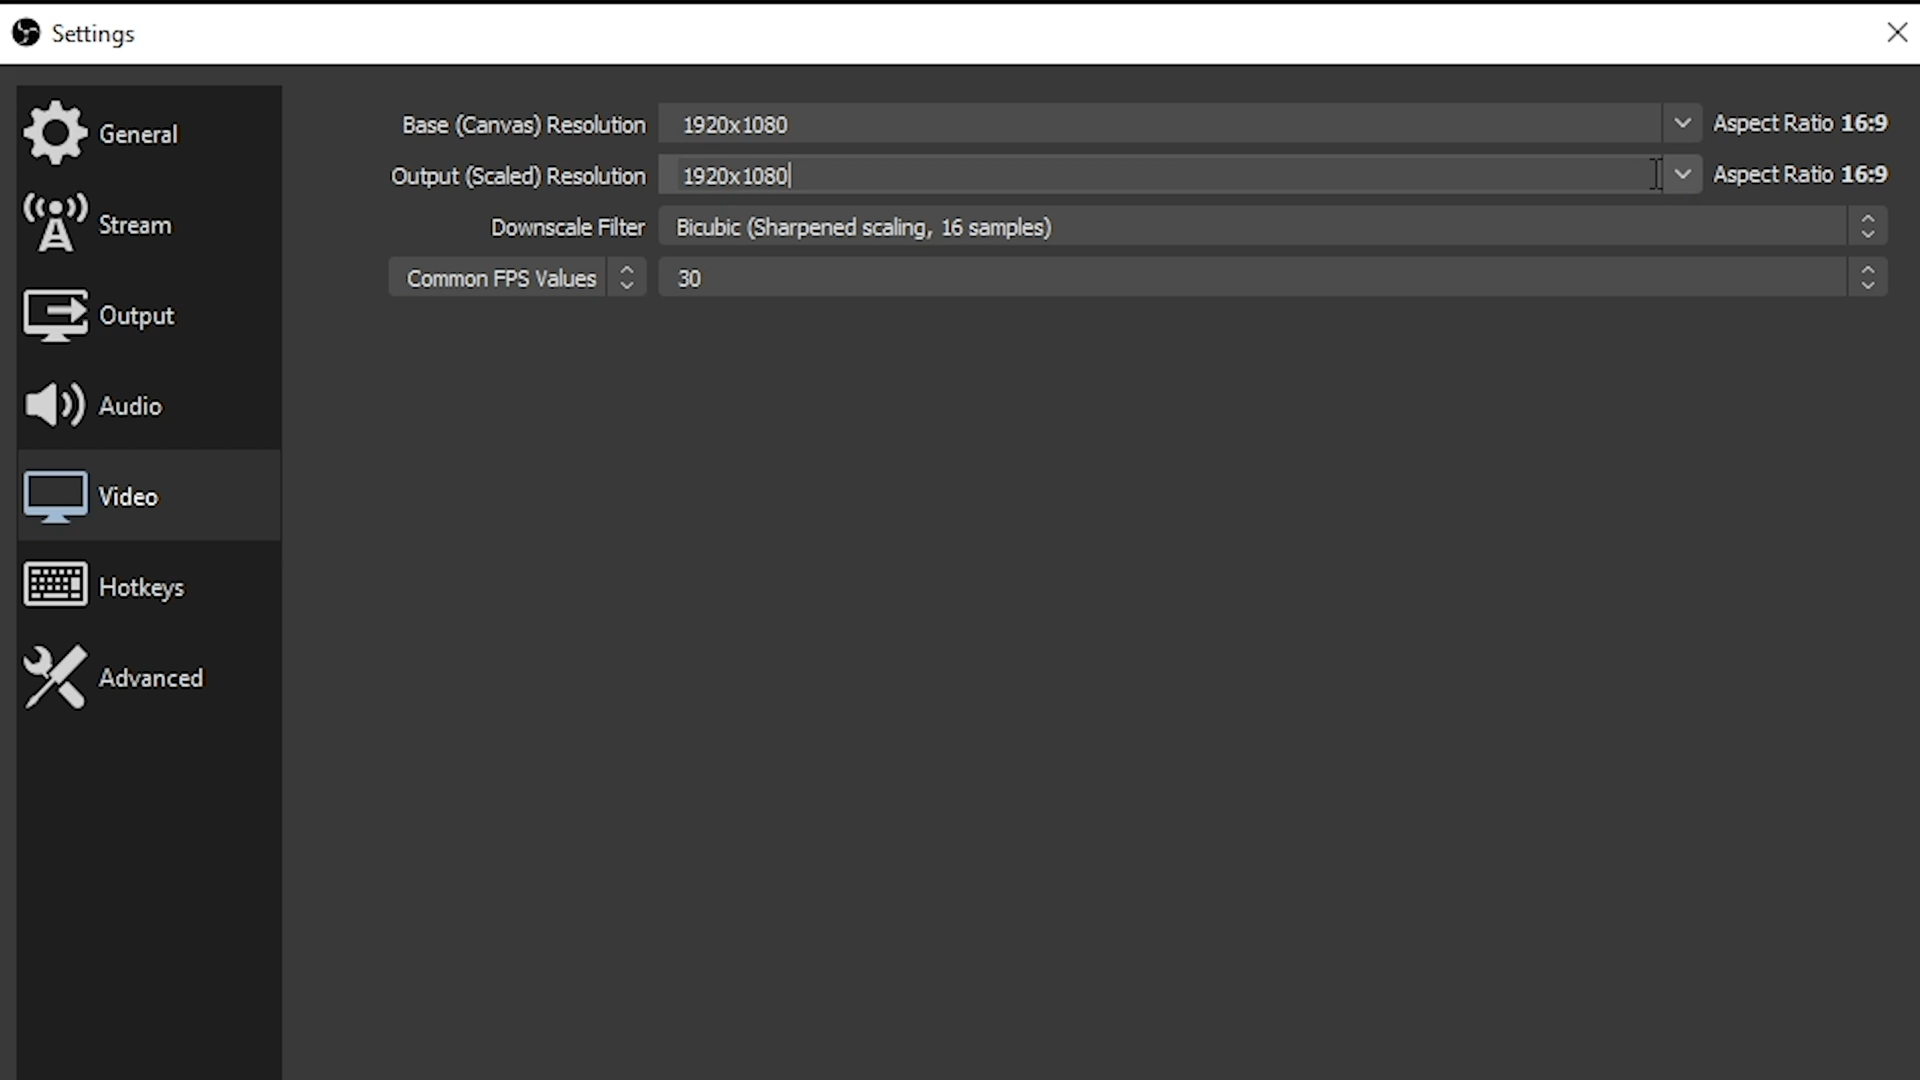 Settings
General
Stream
Output
Audio
Video
Hotkeys
Advanced
Base (Canvas) Resolution 1920x1080 Aspect Ratio 16:9
Output (Scaled) Resolution 1920x1080 Aspect Ratio 16:9
Downscale Filter Bicubic (Sharpened scaling, 16 samples)
Common FPS Values 30